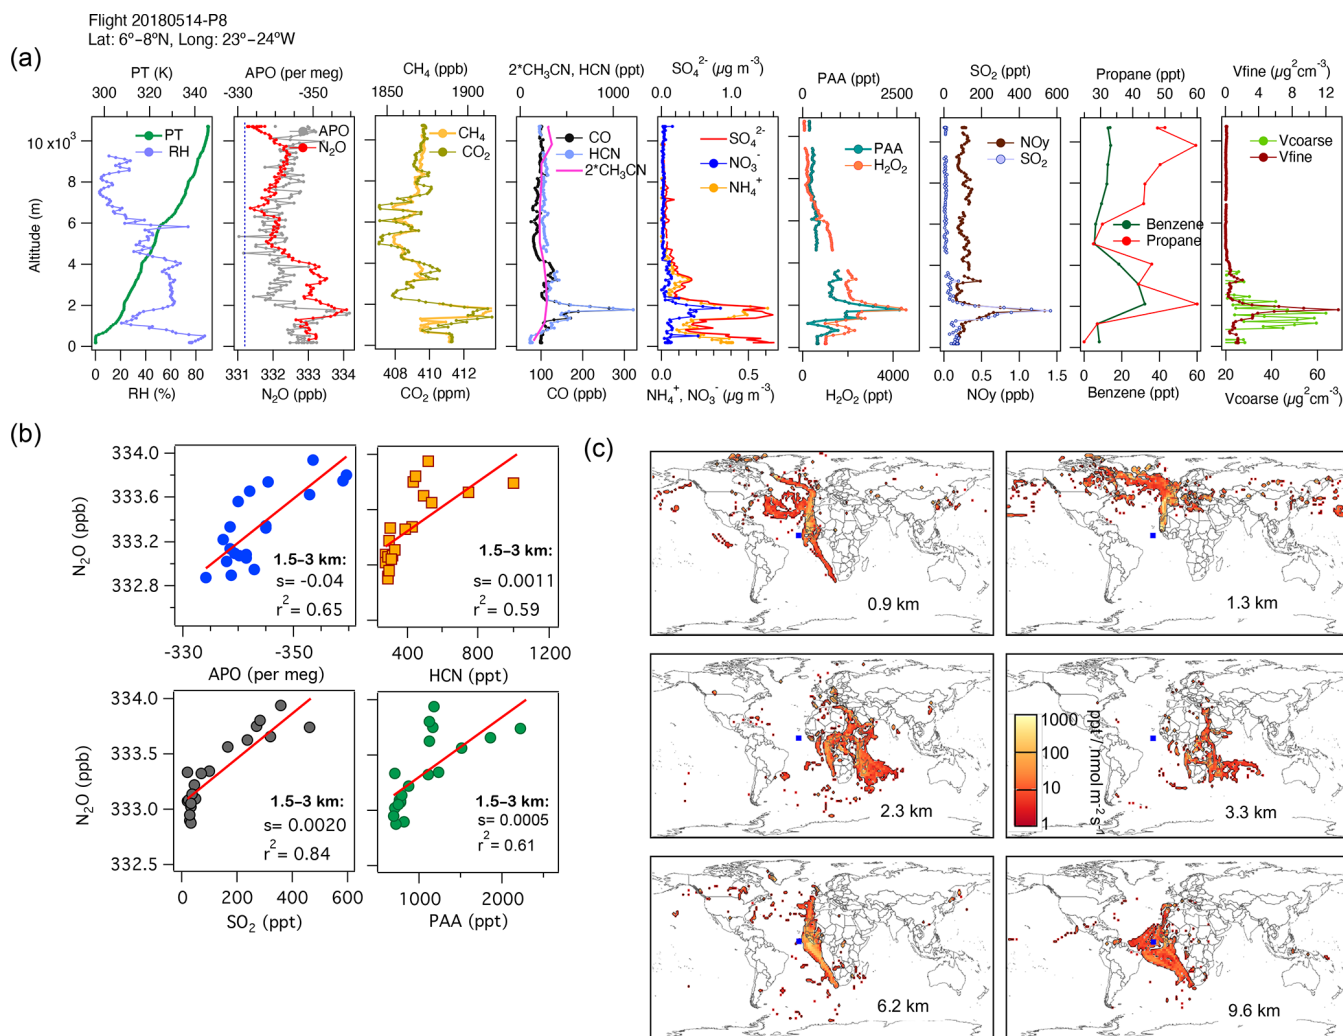 Flight 20180514-P8
Lat: 6º–8ºN, Long: 23º–24ºW
(a)
PT (K)
300 320 340
PT
RH
10 x10³
8
6
4
2
0
Altitude (m)
0 20 40 60 80
RH (%)
APO (per meg)
-330 -350
APO
N₂O
331 332 333 334
N₂O (ppb)
CH₄ (ppb)
1850 1900
CH₄
CO₂
408 410 412
CO₂ (ppm)
2*CH₃CN, HCN (ppt)
0 1000
CO
HCN
2*CH₃CN
100 200 300
CO (ppb)
SO₄²⁻ (µg m⁻³)
0.0 1.0
SO₄²⁻
NO₃⁻
NH₄⁺
0.0 0.5
NH₄⁺, NO₃⁻ (µg m⁻³)
PAA (ppt)
0 2500
PAA
H₂O₂
0 4000
H₂O₂ (ppt)
SO₂ (ppt)
0 200 400 600
NOy
SO₂
0.0 0.5 1.0 1.5
NOy (ppb)
Propane (ppt)
30 40 50 60
Benzene
Propane
0 20 40 60
Benzene (ppt)
Vfine (µg²cm⁻³)
0 4 8 12
Vcoarse
Vfine
20 40 60
Vcoarse (µg²cm⁻³)
(b)
334.0
333.6
333.2
332.8
N₂O (ppb)
1.5–3 km:
s= -0.04
r²= 0.65
-330 -350
APO (per meg)
1.5–3 km:
s= 0.0011
r²= 0.59
400 800 1200
HCN (ppt)
334.0
333.5
333.0
332.5
N₂O (ppb)
1.5–3 km:
s= 0.0020
r²= 0.84
0 200 400 600
SO₂ (ppt)
1.5–3 km:
s= 0.0005
r²= 0.61
1000 2000
PAA (ppt)
(c)
0.9 km
1.3 km
2.3 km
1000
100
10
1
ppt / nmol m⁻² s⁻¹
3.3 km
6.2 km
9.6 km